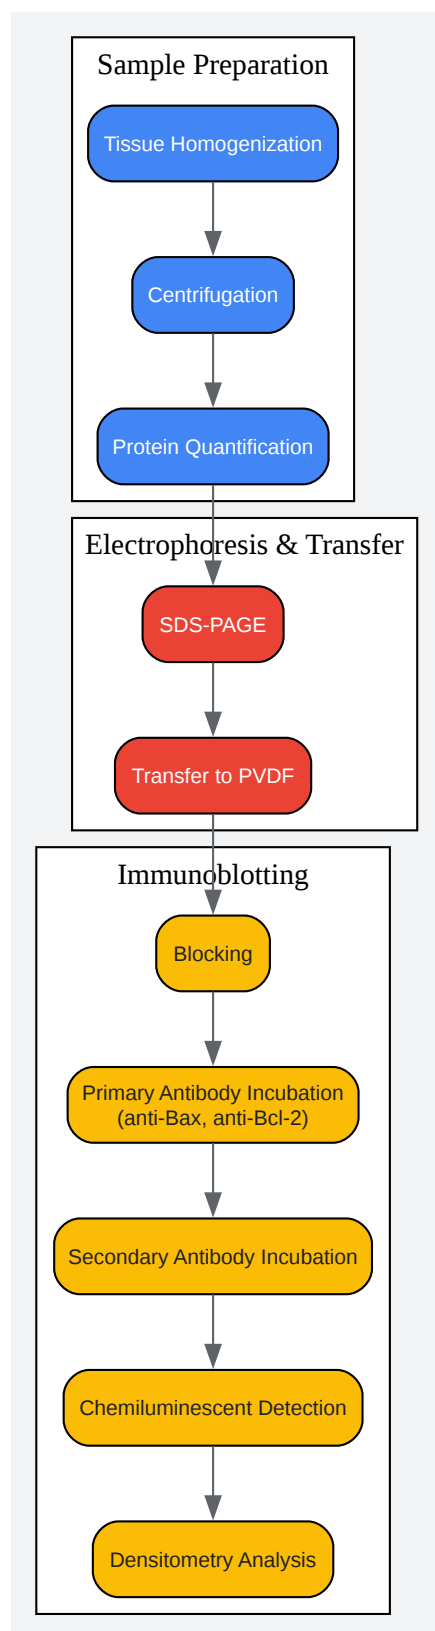 Sample Preparation
Tissue Homogenization
Centrifugation
Protein Quantification
Electrophoresis & Transfer
SDS-PAGE
Transfer to PVDF
Immunoblotting
Blocking
Primary Antibody Incubation
(anti-Bax, anti-Bcl-2)
Secondary Antibody Incubation
Chemiluminescent Detection
Densitometry Analysis